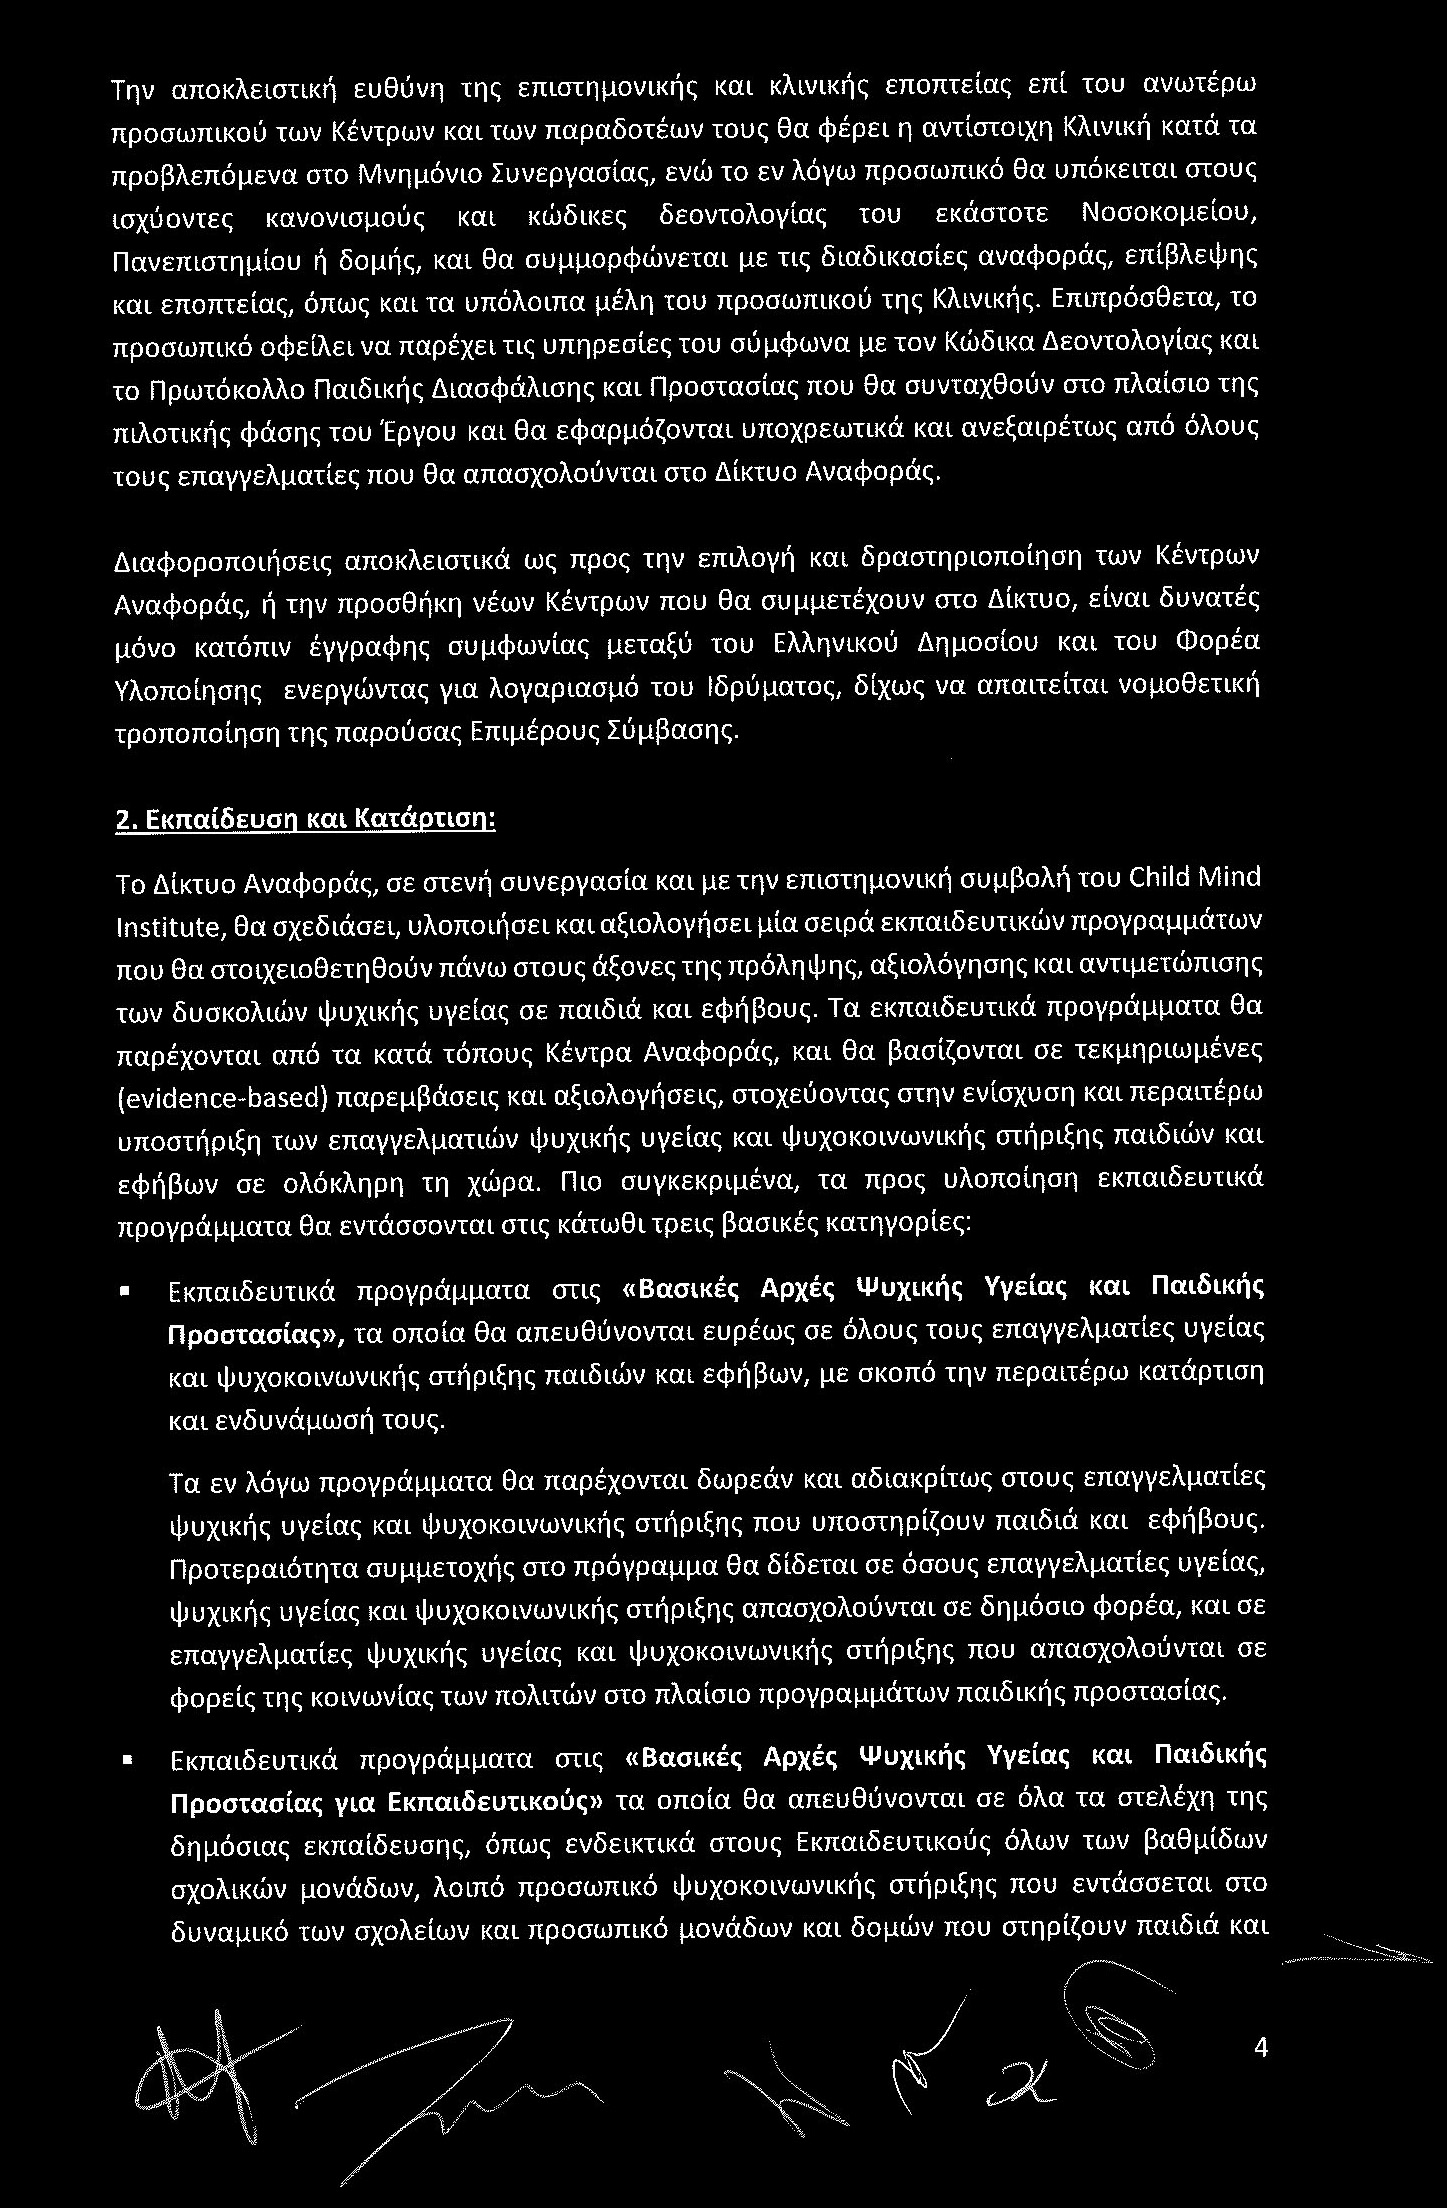 Την αποκλειστική ευθύνη της επιστημονικής και κλινικής εποπτείας επί του ανωτέρω
προσωπικού των Κέντρων και των παραδοτέων τους θα φέρει η αντίστοιχη Κλινική κατά τα
προβλεπόμενα στο Μνημόνιο Συνεργασίας, ενώ το εν λόγω προσωπικό θα υπόκειται στους
ισχύοντες κανονισμούς και κώδικες δεοντολογίας του εκάστοτε Νοσοκομείου,
Πανεπιστημίου ή δομής, και θα συμμορφώνεται με τις διαδικασίες αναφοράς, επίβλεψης
και εποπτείας, όπως και τα υπόλοιπα μέλη του προσωπικού της Κλινικής. Επιπρόσθετα, το
προσωπικό οφείλει να παρέχει τις υπηρεσίες του σύμφωνα με τον Κώδικα Δεοντολογίας και
το Πρωτόκολλο Παιδικής Διασφάλισης και Προστασίας που θα συνταχθούν στο πλαίσιο της
πιλοτικής φάσης του Έργου και θα εφαρμόζονται υποχρεωτικά και ανεξαιρέτως από όλους
τους επαγγελματίες που θα απασχολούνται στο Δίκτυο Αναφοράς.
Διαφοροποιήσεις αποκλειστικά ως προς την επιλογή και δραστηριοποίηση των Κέντρων
Αναφοράς, ή την προσθήκη νέων Κέντρων που θα συμμετέχουν στο Δίκτυο, είναι δυνατές
μόνο κατόπιν έγγραφης συμφωνίας μεταξύ του Ελληνικού Δημοσίου και του Φορέα
Υλοποίησης ενεργώντας για λογαριασμό του Ιδρύματος, δίχως να απαιτείται νομοθετική
τροποποίηση της παρούσας Επιμέρους Σύμβασης.
2. Εκπαίδευση και Κατάρτιση:
Το Δίκτυο Αναφοράς, σε στενή συνεργασία και με την επιστημονική συμβολή του Child Mind
Institute, θα σχεδιάσει, υλοποιήσει και αξιολογήσει μία σειρά εκπαιδευτικών προγραμμάτων
που θα στοιχειοθετηθούν πάνω στους άξονες της πρόληψης, αξιολόγησης και αντιμετώπισης
των δυσκολιών ψυχικής υγείας σε παιδιά και εφήβους. Τα εκπαιδευτικά προγράμματα θα
παρέχονται από τα κατά τόπους Κέντρα Αναφοράς, και θα βασίζονται σε τεκμηριωμένες
(evidence-based) παρεμβάσεις και αξιολογήσεις, στοχεύοντας στην ενίσχυση και περαιτέρω
υποστήριξη των επαγγελματιών ψυχικής υγείας και ψυχοκοινωνικής στήριξης παιδιών και
εφήβων σε ολόκληρη τη χώρα. Πιο συγκεκριμένα, τα προς υλοποίηση εκπαιδευτικά
προγράμματα θα εντάσσονται στις κάτωθι τρεις βασικές κατηγορίες:
▪ Εκπαιδευτικά προγράμματα στις «Βασικές Αρχές Ψυχικής Υγείας και Παιδικής
Προστασίας», τα οποία θα απευθύνονται ευρέως σε όλους τους επαγγελματίες υγείας
και ψυχοκοινωνικής στήριξης παιδιών και εφήβων, με σκοπό την περαιτέρω κατάρτιση
και ενδυνάμωσή τους.
Τα εν λόγω προγράμματα θα παρέχονται δωρεάν και αδιακρίτως στους επαγγελματίες
ψυχικής υγείας και ψυχοκοινωνικής στήριξης που υποστηρίζουν παιδιά και εφήβους.
Προτεραιότητα συμμετοχής στο πρόγραμμα θα δίδεται σε όσους επαγγελματίες υγείας,
ψυχικής υγείας και ψυχοκοινωνικής στήριξης απασχολούνται σε δημόσιο φορέα, και σε
επαγγελματίες ψυχικής υγείας και ψυχοκοινωνικής στήριξης που απασχολούνται σε
φορείς της κοινωνίας των πολιτών στο πλαίσιο προγραμμάτων παιδικής προστασίας.
▪ Εκπαιδευτικά προγράμματα στις «Βασικές Αρχές Ψυχικής Υγείας και Παιδικής
Προστασίας για Εκπαιδευτικούς» τα οποία θα απευθύνονται σε όλα τα στελέχη της
δημόσιας εκπαίδευσης, όπως ενδεικτικά στους Εκπαιδευτικούς όλων των βαθμίδων
σχολικών μονάδων, λοιπό προσωπικό ψυχοκοινωνικής στήριξης που εντάσσεται στο
δυναμικό των σχολείων και προσωπικό μονάδων και δομών που στηρίζουν παιδιά και
4